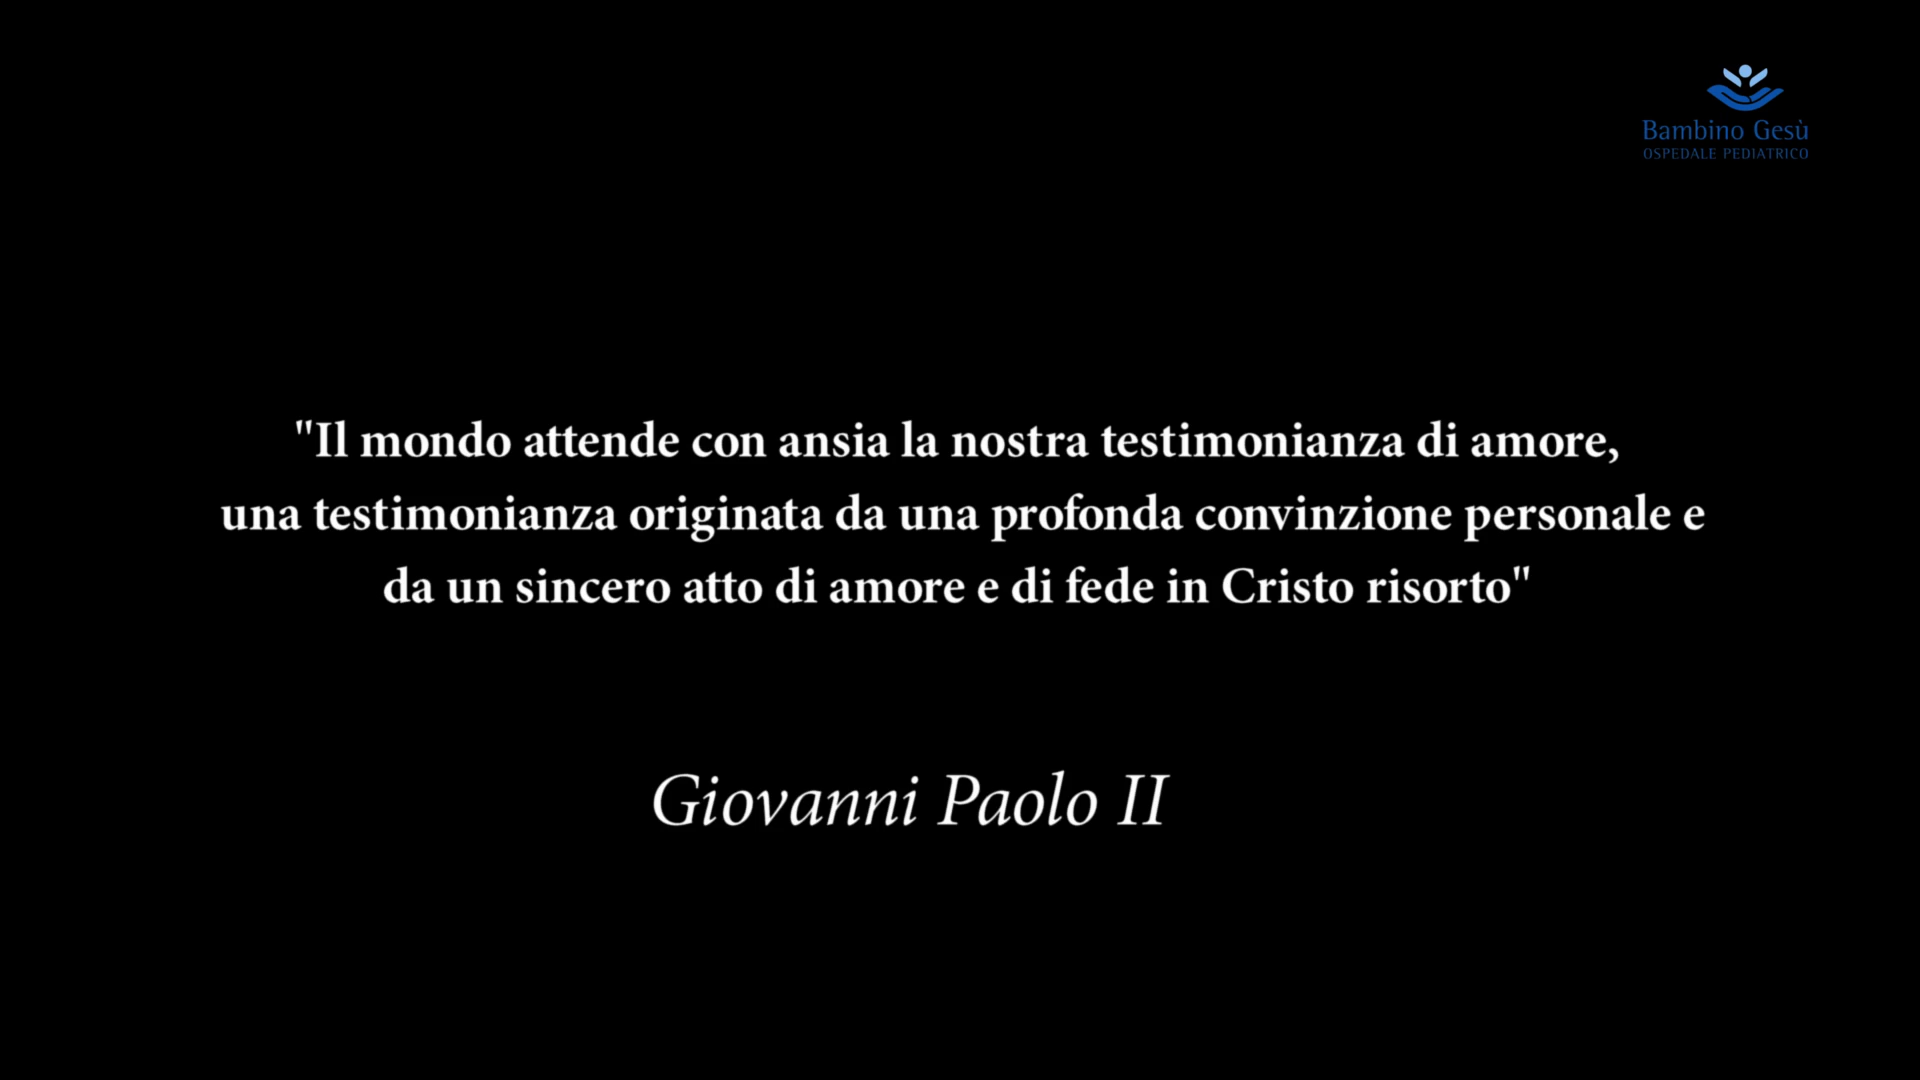 Bambino Gesù
OSPEDALE PEDIATRICO
"Il mondo attende con ansia la nostra testimonianza di amore,
una testimonianza originata da una profonda convinzione personale e
da un sincero atto di amore e di fede in Cristo risorto"
Giovanni Paolo II